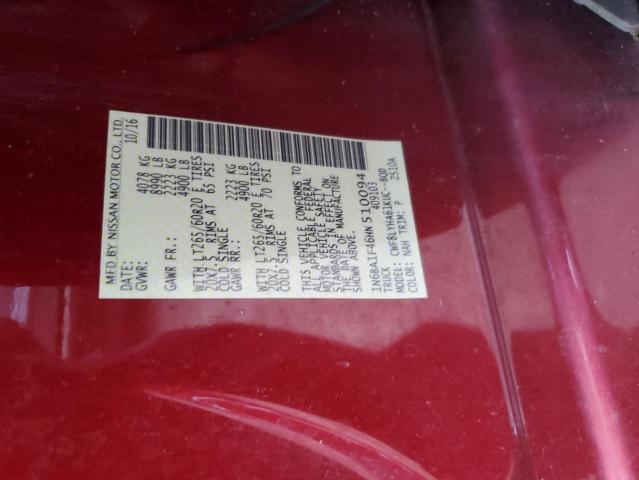 MFD BY NISSAN MOTOR CO., LTD.
DATE: 10/16
GVWR: 4078 KG
8990 LB
GAWR FR.: 2223 KG
4900 LB
WITH LT265/60R20 E TIRES
20X7.5 RIMS AT 65 PSI
COLD SINGLE
GAWR RR.: 2223 KG
4900 LB
WITH LT265/60R20 E TIRES
20X7.5 RIMS AT 70 PSI
COLD SINGLE
THIS VEHICLE CONFORMS TO
ALL APPLICABLE FEDERAL
MOTOR VEHICLE SAFETY
STANDARDS IN EFFECT ON
THE DATE OF MANUFACTURE
SHOWN ABOVE.
1N6BA1F46HN510094
TRUCK 409103
MODEL: CWF8LYHA61KUC--BQD
COLOR: NAH TRIM: P 2S10A